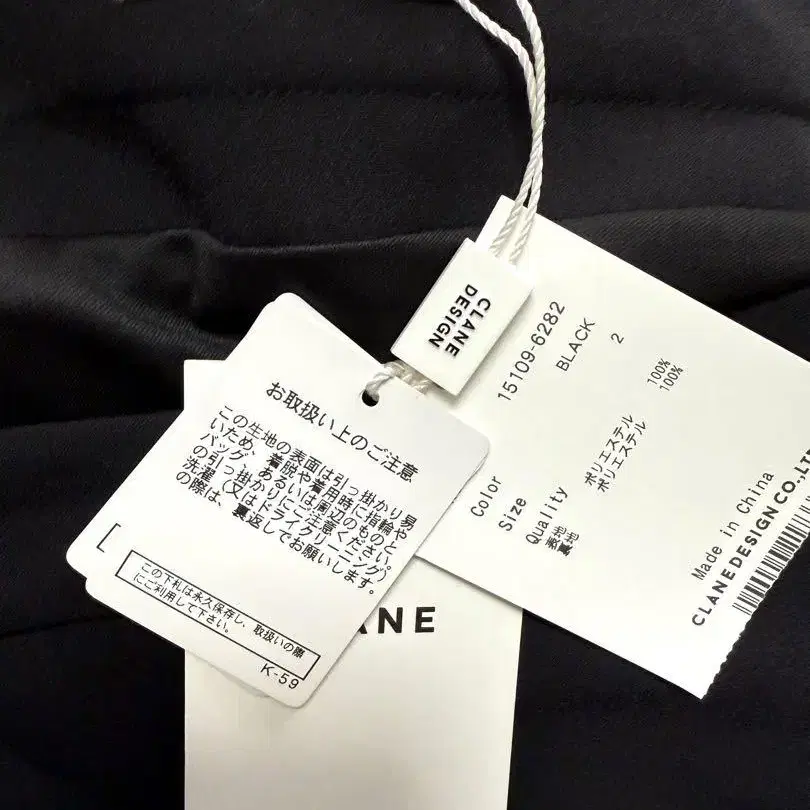 CLANE
DESIGN
15109-6282
Color BLACK
Size 2
Quality
表地 ポリエステル 100%
裏地 ポリエステル 100%
Made in China
CLANEDESIGN CO.,LT
お取扱い上のご注意
この生地の表面は引っ掛かり易
いため、着脱や着用時に指輪や
バッグ、あるいは周辺のものと
の引っ掛かりにご注意ください。
洗濯(又はドライクリーニング)
の際は、裏返しでお願いします。
この下札は永久保存し、取扱いの際
にご利用して下さい。
K-59
ANE